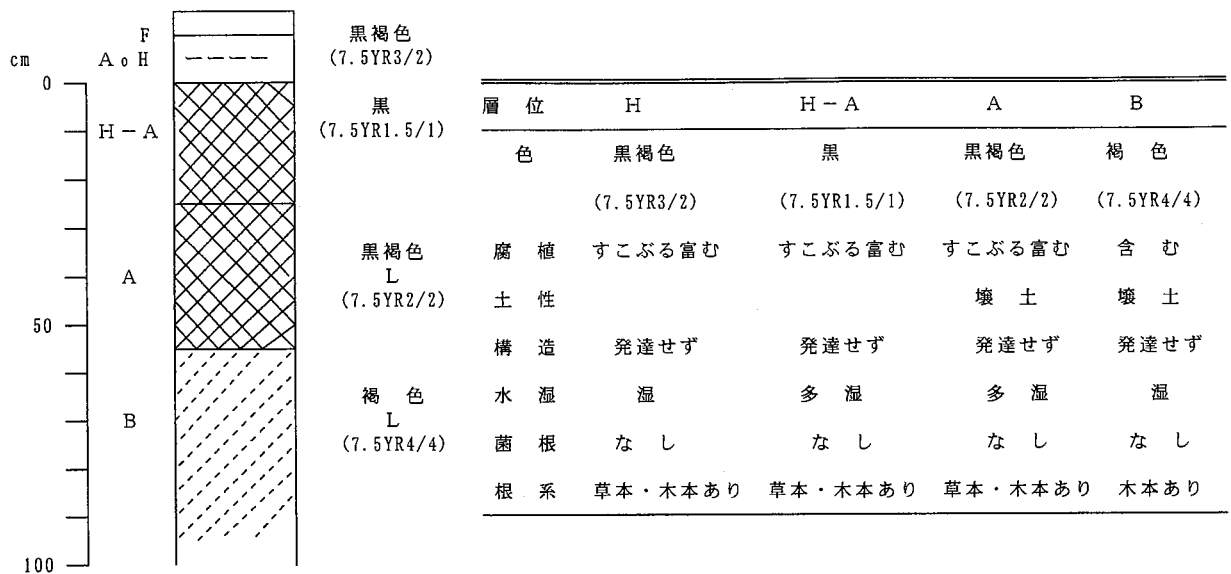 F
Ao H
cm
0
H－A
A
50
B
100
黒褐色
(7.5YR3/2)
黒
(7.5YR1.5/1)
黒褐色
L
(7.5YR2/2)
褐 色
L
(7.5YR4/4)
層 位 H H－A A B
色 黒褐色 黒 黒褐色 褐 色
(7.5YR3/2) (7.5YR1.5/1) (7.5YR2/2) (7.5YR4/4)
腐 植 すこぶる富む すこぶる富む すこぶる富む 含 む
土 性 壌 土 壌 土
構 造 発達せず 発達せず 発達せず 発達せず
水 湿 湿 多 湿 多 湿 湿
菌 根 な し な し な し な し
根 系 草本・木本あり 草本・木本あり 草本・木本あり 木本あり